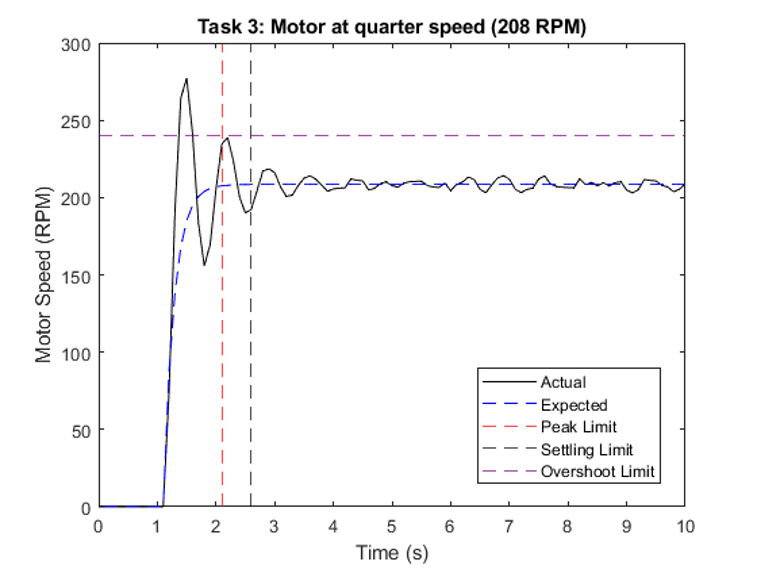 Task 3: Motor at quarter speed (208 RPM)
300
250
200
150
100
50
0
Motor Speed (RPM)
Actual
Expected
Peak Limit
Settling Limit
Overshoot Limit
0 1 2 3 4 5 6 7 8 9 10
Time (s)